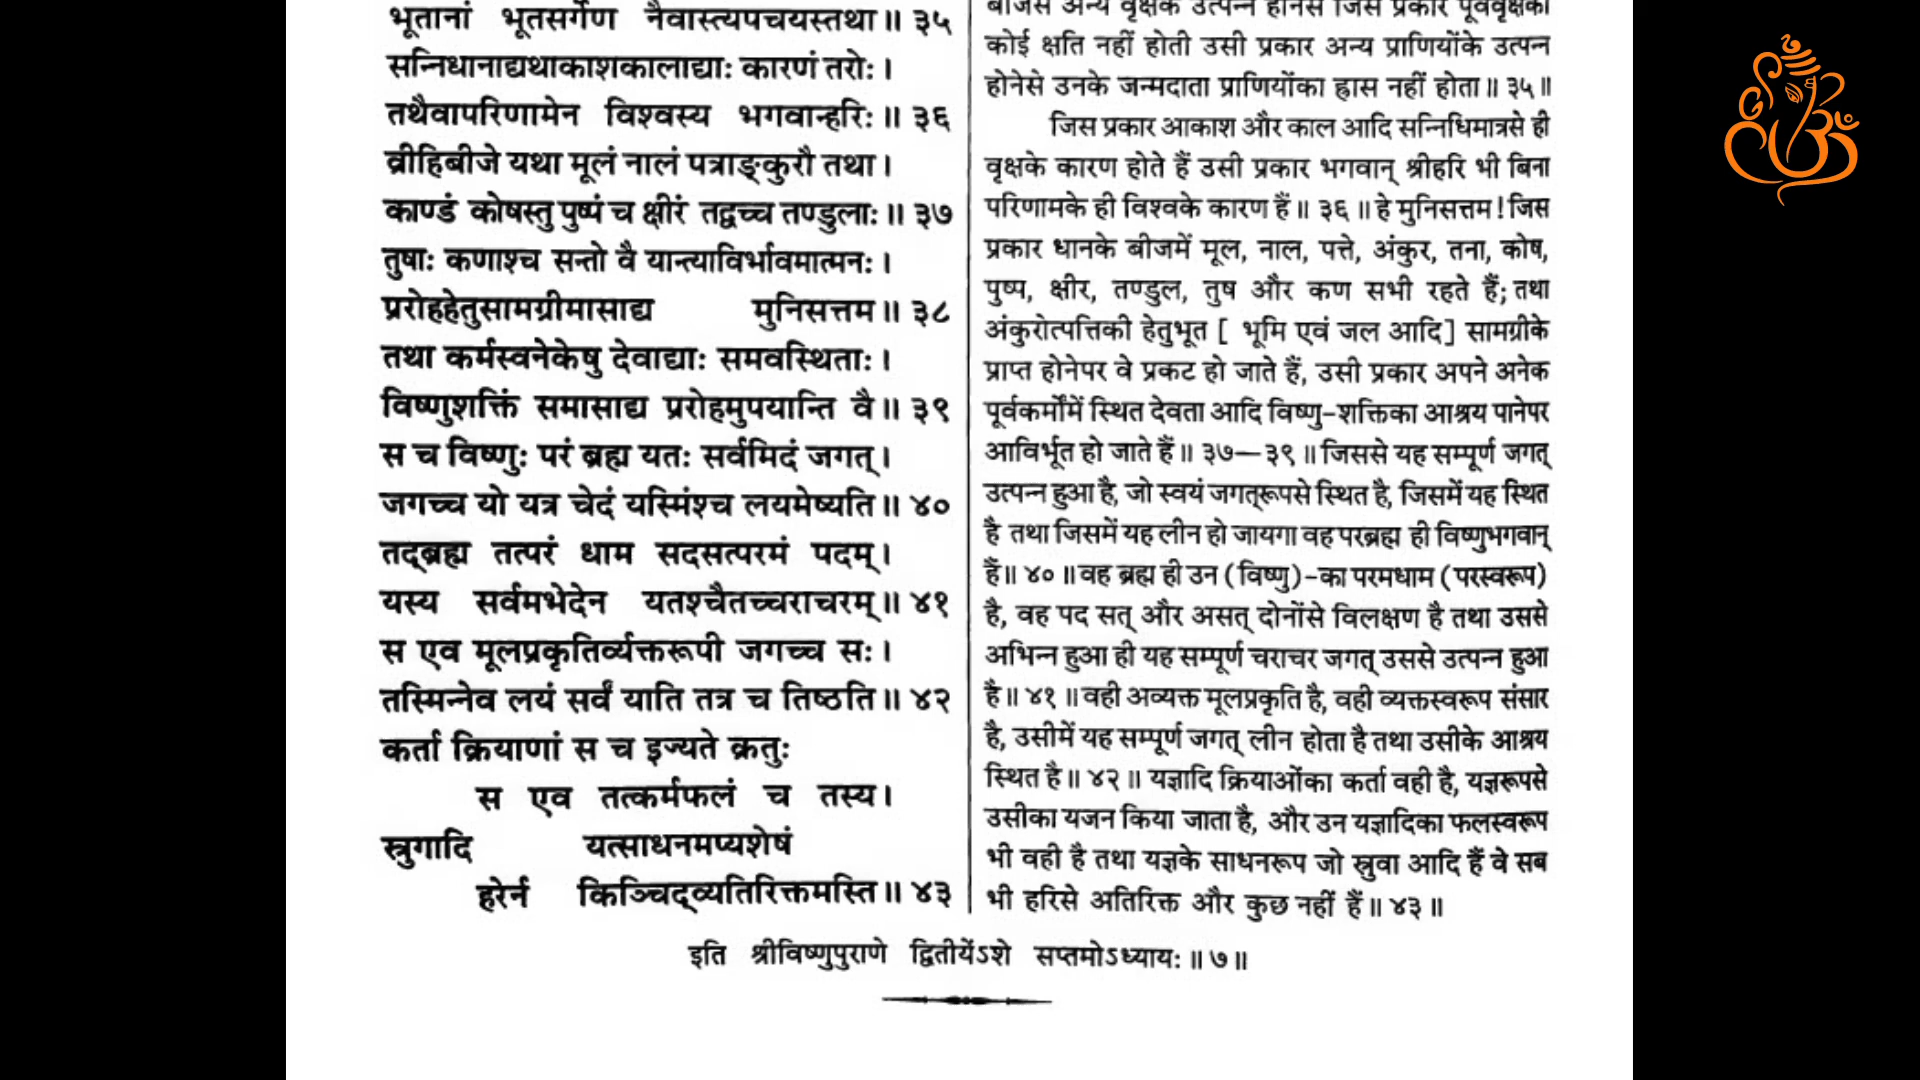 भूतानां भूतसर्गेण नैवास्त्यपचयस्तथा॥ ३५
सन्निधानाद्यथाकाशकालाद्याः कारणं तरोः।
तथैवापरिणामेन विश्वस्य भगवान्हरिः॥ ३६
व्रीहिबीजे यथा मूलं नालं पत्राङ्कुरौ तथा।
काण्डं कोषस्तु पुष्पं च क्षीरं तद्वच्च तण्डुलाः॥ ३७
तुषाः कणाश्च सन्तो वै यान्त्याविर्भावमात्मनः।
प्ररोहहेतुसामग्रीमासाद्य मुनिसत्तम॥ ३८
तथा कर्मस्वनेकेषु देवाद्याः समवस्थिताः।
विष्णुशक्तिं समासाद्य प्ररोहमुपयान्ति वै॥ ३९
स च विष्णुः परं ब्रह्म यतः सर्वमिदं जगत्।
जगच्च यो यत्र चेदं यस्मिंश्च लयमेष्यति॥ ४०
तद्ब्रह्म तत्परं धाम सदसत्परमं पदम्।
यस्य सर्वमभेदेन यतश्चैतच्चराचरम्॥ ४१
स एव मूलप्रकृतिर्व्यक्तरूपी जगच्च सः।
तस्मिन्नेव लयं सर्वं याति तत्र च तिष्ठति॥ ४२
कर्ता क्रियाणां स च इज्यते क्रतुः
स एव तत्कर्मफलं च तस्य।
स्रुगादि यत्साधनमप्यशेषं
हरेर्न किञ्चिद्व्यतिरिक्तमस्ति॥ ४३
बीजसे अन्य वृक्षके उत्पन्न होनेसे जिस प्रकार पूर्ववृक्षकी
कोई क्षति नहीं होती उसी प्रकार अन्य प्राणियोंके उत्पन्न
होनेसे उनके जन्मदाता प्राणियोंका ह्रास नहीं होता॥ ३५॥
जिस प्रकार आकाश और काल आदि सन्निधिमात्रसे ही
वृक्षके कारण होते हैं उसी प्रकार भगवान् श्रीहरि भी बिना
परिणामके ही विश्वके कारण हैं॥ ३६॥ हे मुनिसत्तम! जिस
प्रकार धानके बीजमें मूल, नाल, पत्ते, अंकुर, तना, कोष,
पुष्प, क्षीर, तण्डुल, तुष और कण सभी रहते हैं; तथा
अंकुरोत्पत्तिकी हेतुभूत [ भूमि एवं जल आदि] सामग्रीके
प्राप्त होनेपर वे प्रकट हो जाते हैं, उसी प्रकार अपने अनेक
पूर्वकर्मोंमें स्थित देवता आदि विष्णु-शक्तिका आश्रय पानेपर
आविर्भूत हो जाते हैं॥ ३७—३९॥ जिससे यह सम्पूर्ण जगत्
उत्पन्न हुआ है, जो स्वयं जगत्‌रूपसे स्थित है, जिसमें यह स्थित
है तथा जिसमें यह लीन हो जायगा वह परब्रह्म ही विष्णुभगवान्
हैं॥ ४०॥ वह ब्रह्म ही उन (विष्णु)-का परमधाम (परस्वरूप)
है, वह पद सत् और असत् दोनोंसे विलक्षण है तथा उससे
अभिन्न हुआ ही यह सम्पूर्ण चराचर जगत् उससे उत्पन्न हुआ
है॥ ४१॥ वही अव्यक्त मूलप्रकृति है, वही व्यक्तस्वरूप संसार
है, उसीमें यह सम्पूर्ण जगत् लीन होता है तथा उसीके आश्रय
स्थित है॥ ४२॥ यज्ञादि क्रियाओंका कर्ता वही है, यज्ञरूपसे
उसीका यजन किया जाता है, और उन यज्ञादिका फलस्वरूप
भी वही है तथा यज्ञके साधनरूप जो स्रुवा आदि हैं वे सब
भी हरिसे अतिरिक्त और कुछ नहीं हैं॥ ४३॥
इति श्रीविष्णुपुराणे द्वितीयेंऽशे सप्तमोऽध्यायः॥ ७॥